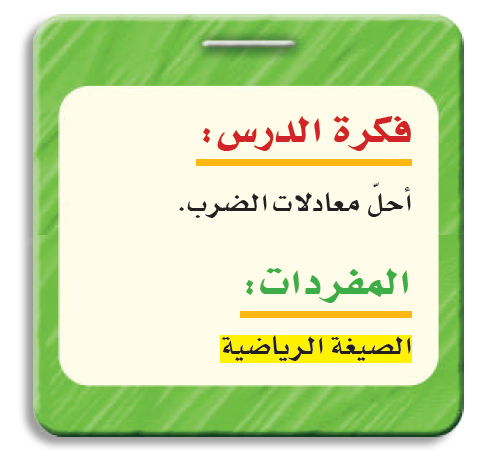 فكرة الدرس:
أحلّ معادلات الضرب.
المفردات:
الصيغة الرياضية